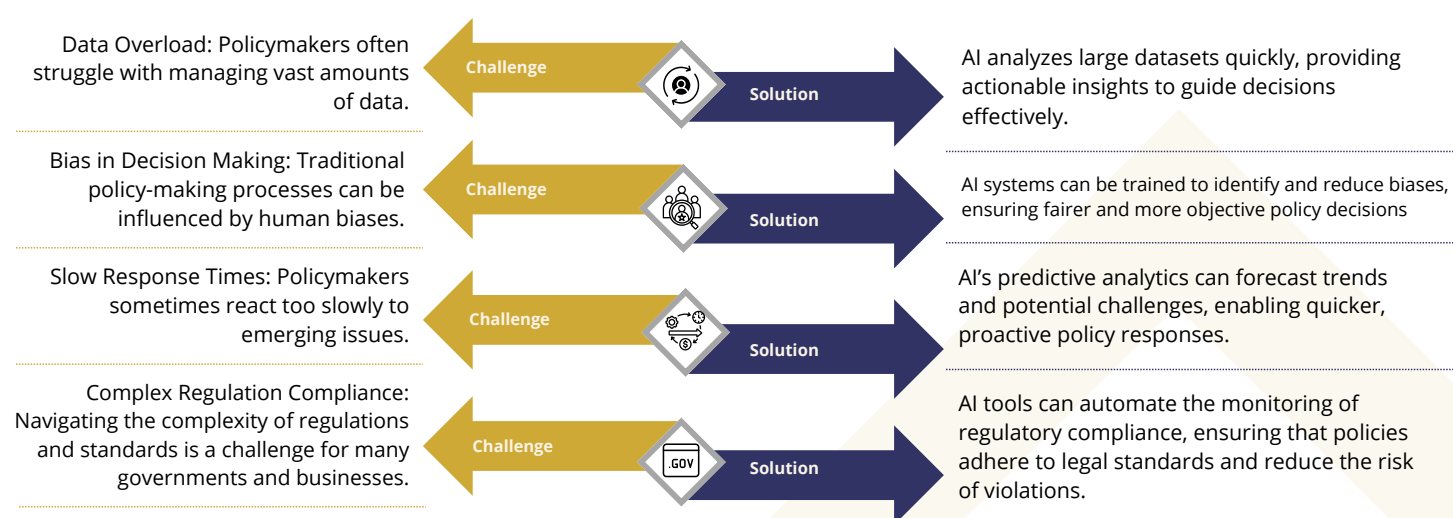 Data Overload: Policymakers often
struggle with managing vast amounts
of data.
Challenge
Solution
AI analyzes large datasets quickly, providing
actionable insights to guide decisions
effectively.
Bias in Decision Making: Traditional
policy-making processes can be
influenced by human biases.
Challenge
Solution
AI systems can be trained to identify and reduce biases,
ensuring fairer and more objective policy decisions
Slow Response Times: Policymakers
sometimes react too slowly to
emerging issues.
Challenge
Solution
AI’s predictive analytics can forecast trends
and potential challenges, enabling quicker,
proactive policy responses.
Complex Regulation Compliance:
Navigating the complexity of regulations
and standards is a challenge for many
governments and businesses.
Challenge
.GOV
Solution
AI tools can automate the monitoring of
regulatory compliance, ensuring that policies
adhere to legal standards and reduce the risk
of violations.